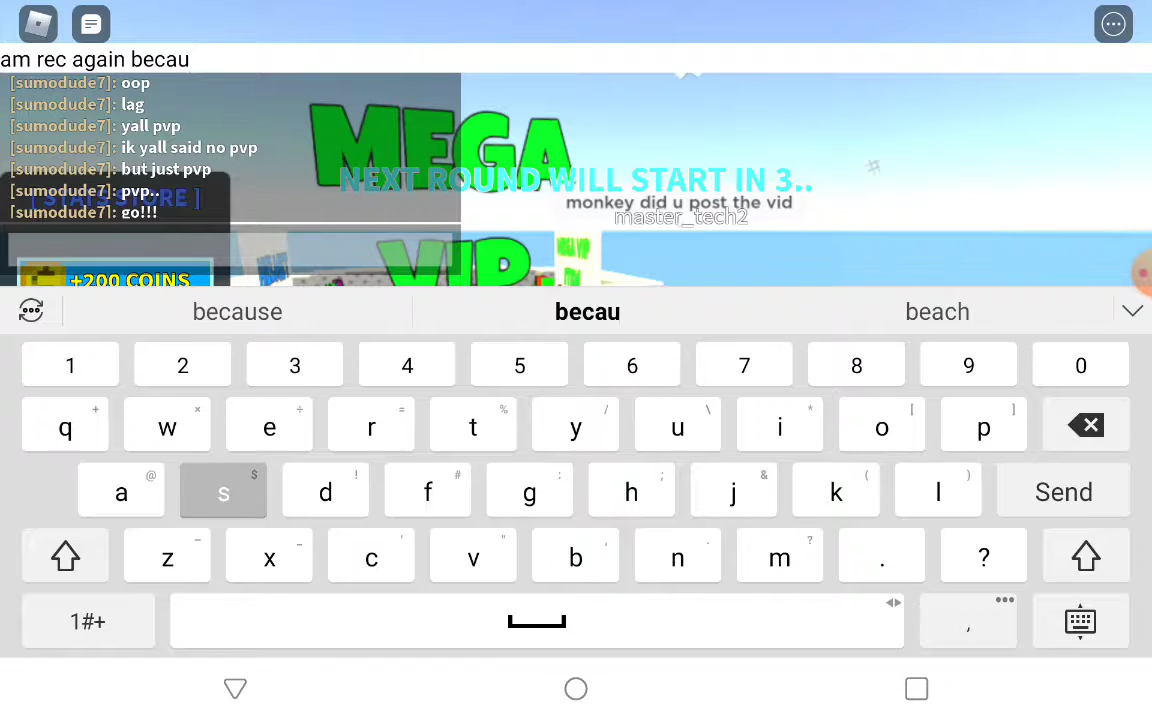 am rec again becau
[sumodude7]: oop
[sumodude7]: lag
[sumodude7]: yall pvp
[sumodude7]: ik yall said no pvp
[sumodude7]: but just pvp
[sumodude7]: pvp..
[sumodude7]: go!!!
[ STATS STORE ]
MEGA
VIP
NEXT ROUND WILL START IN 3..
monkey did u post the vid
master_tech2
MEGA VIP
+200 COINS
because becau beach
1 2 3 4 5 6 7 8 9 0
+ × ÷ = % / \ * [ ]
q w e r t y u i o p
@ $ ! # : ; & ( )
a s d f g h j k l Send
z x c v b n m . ?
1#+ ,